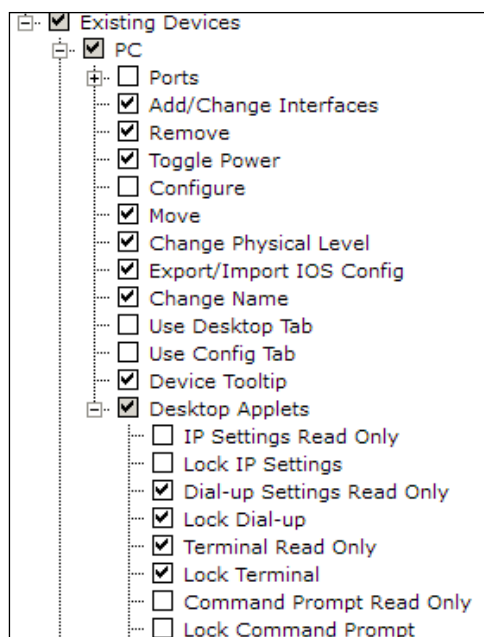 Existing Devices
PC
Ports
Add/Change Interfaces
Remove
Toggle Power
Configure
Move
Change Physical Level
Export/Import IOS Config
Change Name
Use Desktop Tab
Use Config Tab
Device Tooltip
Desktop Applets
IP Settings Read Only
Lock IP Settings
Dial-up Settings Read Only
Lock Dial-up
Terminal Read Only
Lock Terminal
Command Prompt Read Only
Lock Command Prompt